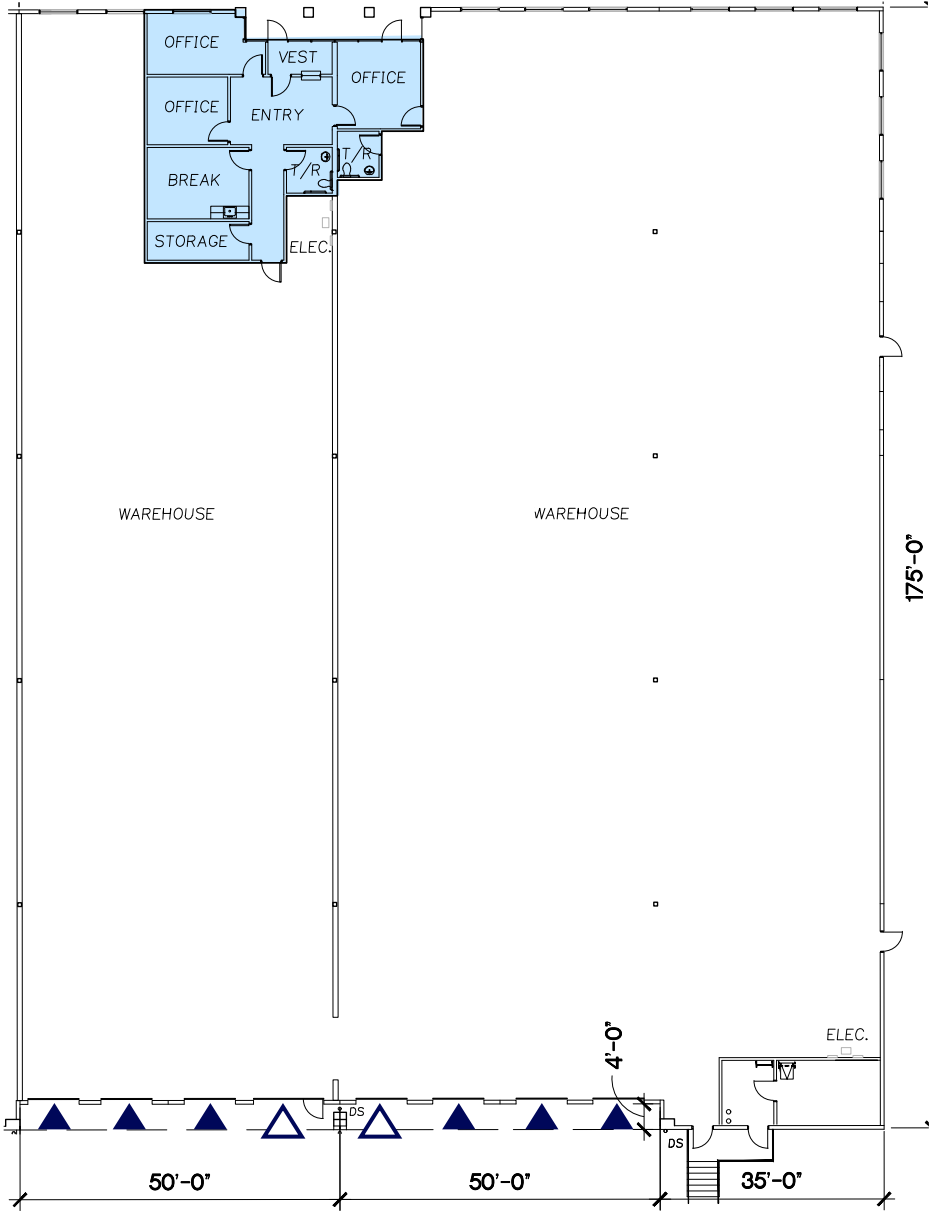 OFFICE
VEST
OFFICE
OFFICE
ENTRY
T/R
T/R
BREAK
STORAGE
ELEC.
WAREHOUSE
WAREHOUSE
175'-0"
4'-0"
ELEC.
DS
DS
50'-0"
50'-0"
35'-0"